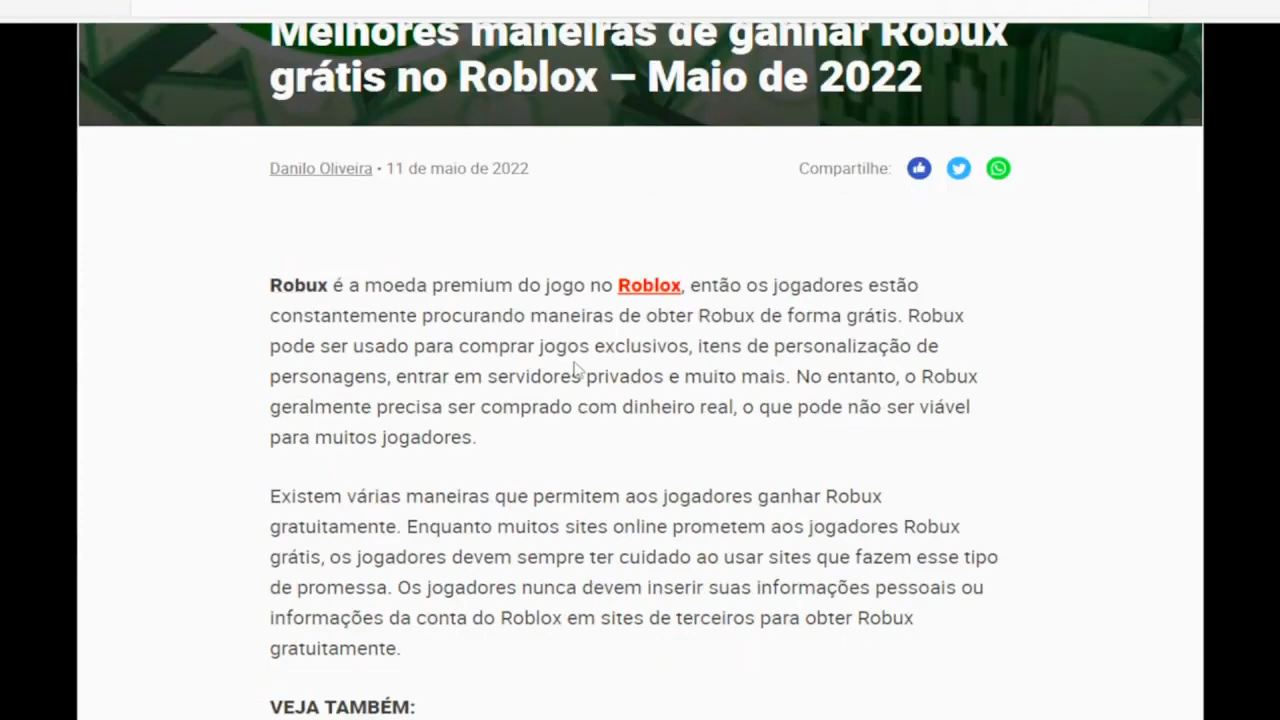 Melhores maneiras de ganhar Robux
grátis no Roblox – Maio de 2022
Danilo Oliveira • 11 de maio de 2022
Compartilhe:
Robux é a moeda premium do jogo no Roblox, então os jogadores estão
constantemente procurando maneiras de obter Robux de forma grátis. Robux
pode ser usado para comprar jogos exclusivos, itens de personalização de
personagens, entrar em servidores privados e muito mais. No entanto, o Robux
geralmente precisa ser comprado com dinheiro real, o que pode não ser viável
para muitos jogadores.
Existem várias maneiras que permitem aos jogadores ganhar Robux
gratuitamente. Enquanto muitos sites online prometem aos jogadores Robux
grátis, os jogadores devem sempre ter cuidado ao usar sites que fazem esse tipo
de promessa. Os jogadores nunca devem inserir suas informações pessoais ou
informações da conta do Roblox em sites de terceiros para obter Robux
gratuitamente.
VEJA TAMBÉM: